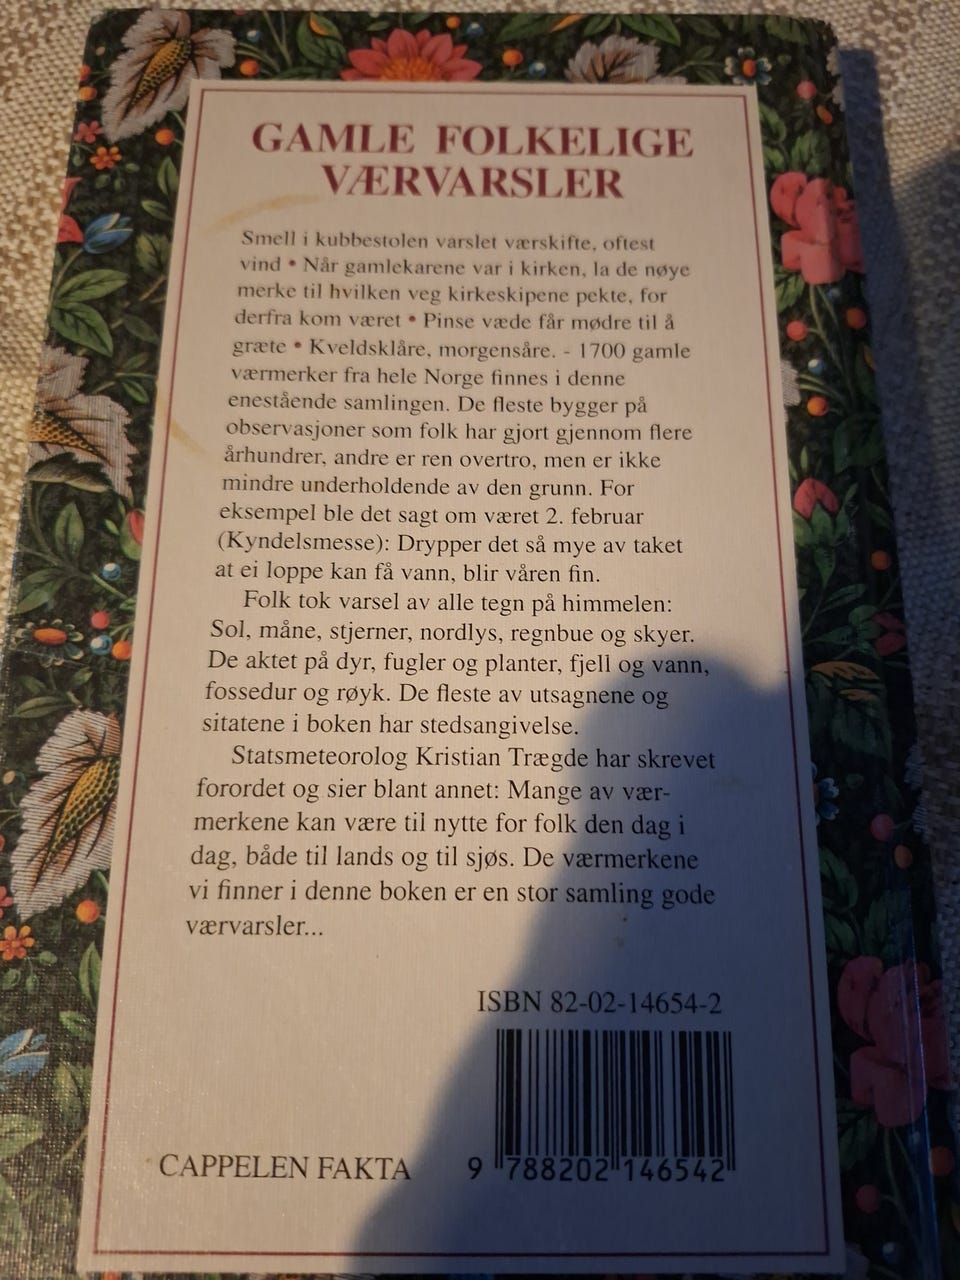 GAMLE FOLKELIGE
VÆRVARSLER
Smell i kubbestolen varslet værskifte, oftest
vind • Når gamlekarene var i kirken, la de nøye
merke til hvilken veg kirkeskipene pekte, for
derfra kom været • Pinse væde får mødre til å
græte • Kveldsklåre, morgensåre. - 1700 gamle
værmerker fra hele Norge finnes i denne
enestående samlingen. De fleste bygger på
observasjoner som folk har gjort gjennom flere
århundrer, andre er ren overtro, men er ikke
mindre underholdende av den grunn. For
eksempel ble det sagt om været 2. februar
(Kyndelsmesse): Drypper det så mye av taket
at ei loppe kan få vann, blir våren fin.
Folk tok varsel av alle tegn på himmelen:
Sol, måne, stjerner, nordlys, regnbue og skyer.
De aktet på dyr, fugler og planter, fjell og vann,
fossedur og røyk. De fleste av utsagnene og
sitatene i boken har stedsangivelse.
Statsmeteorolog Kristian Trægde har skrevet
forordet og sier blant annet: Mange av vær-
merkene kan være til nytte for folk den dag i
dag, både til lands og til sjøs. De værmerkene
vi finner i denne boken er en stor samling gode
værvarsler...
ISBN 82-02-14654-2
CAPPELEN FAKTA
9 788202 146542